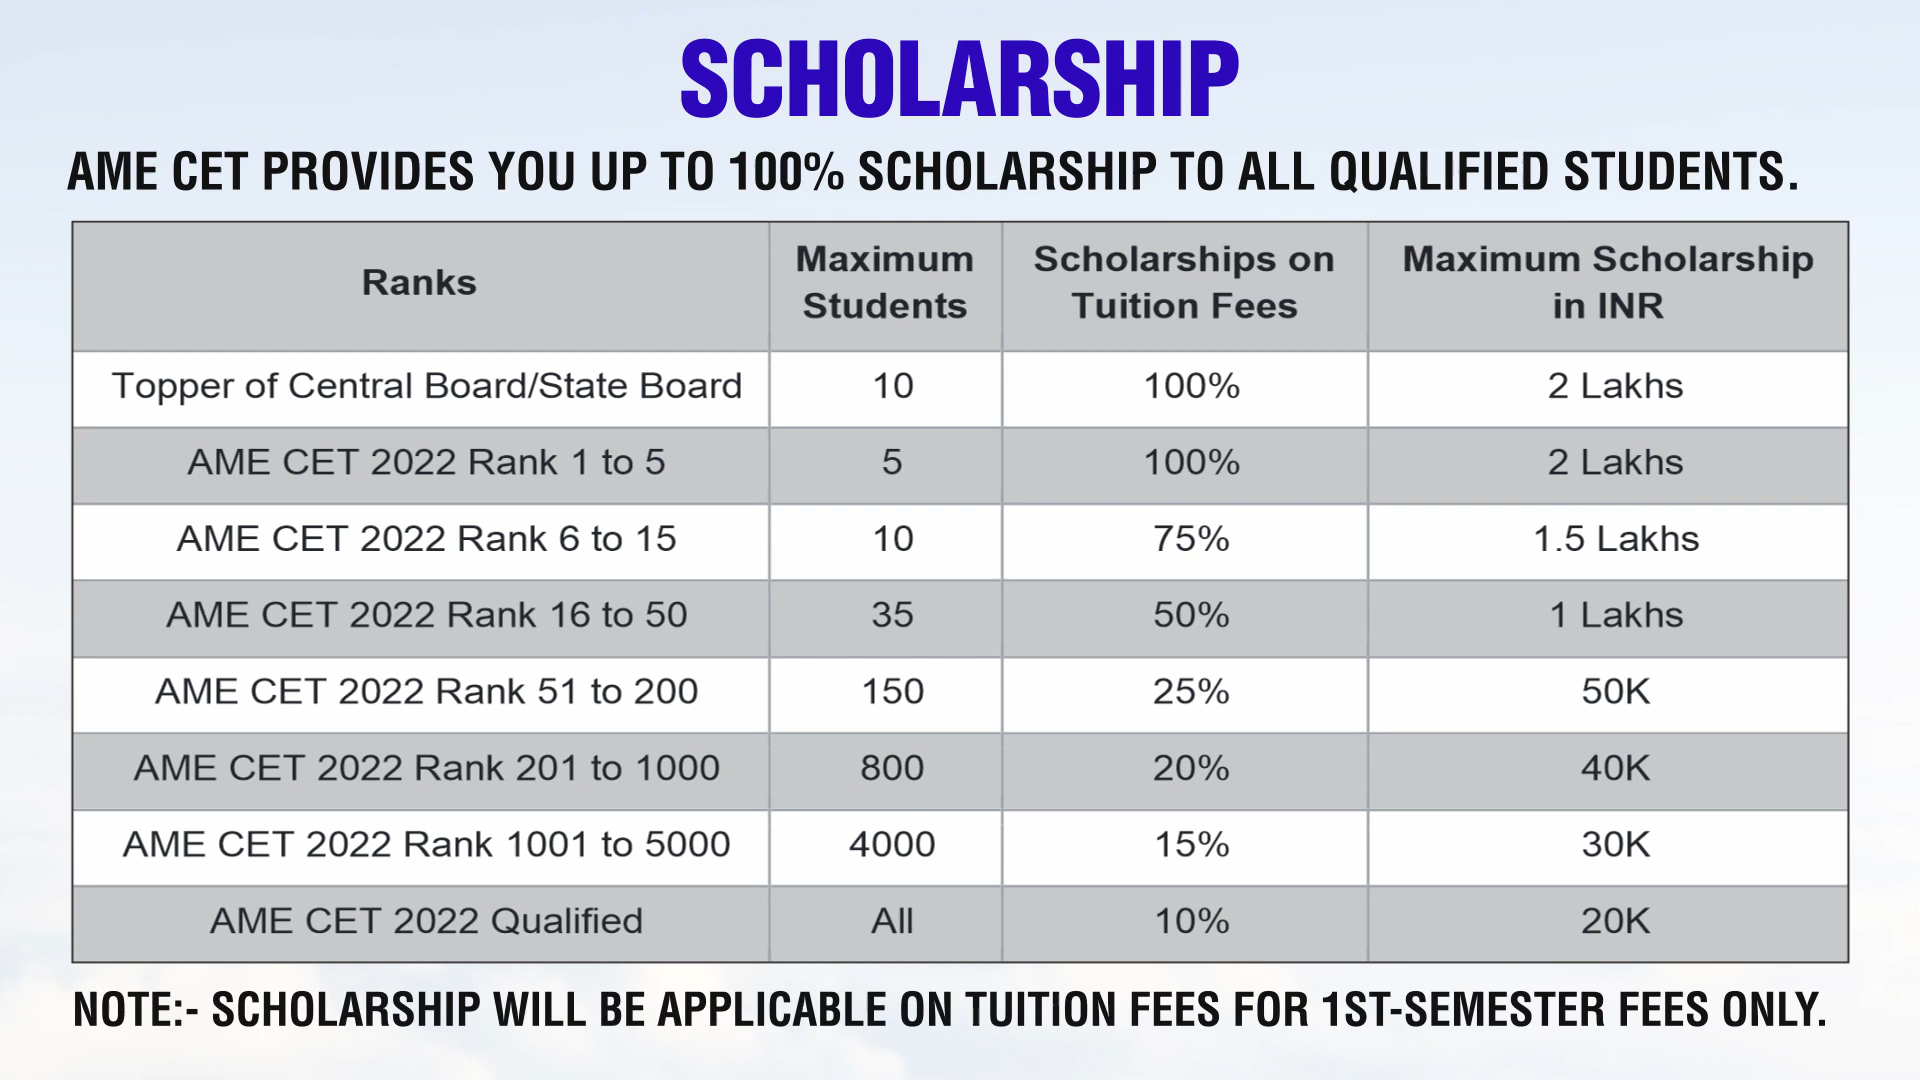 SCHOLARSHIP
AME CET PROVIDES YOU UP TO 100% SCHOLARSHIP TO ALL QUALIFIED STUDENTS.
Ranks Maximum Students Scholarships on Tuition Fees Maximum Scholarship in INR
Topper of Central Board/State Board 10 100% 2 Lakhs
AME CET 2022 Rank 1 to 5 5 100% 2 Lakhs
AME CET 2022 Rank 6 to 15 10 75% 1.5 Lakhs
AME CET 2022 Rank 16 to 50 35 50% 1 Lakhs
AME CET 2022 Rank 51 to 200 150 25% 50K
AME CET 2022 Rank 201 to 1000 800 20% 40K
AME CET 2022 Rank 1001 to 5000 4000 15% 30K
AME CET 2022 Qualified All 10% 20K
NOTE:- SCHOLARSHIP WILL BE APPLICABLE ON TUITION FEES FOR 1ST-SEMESTER FEES ONLY.